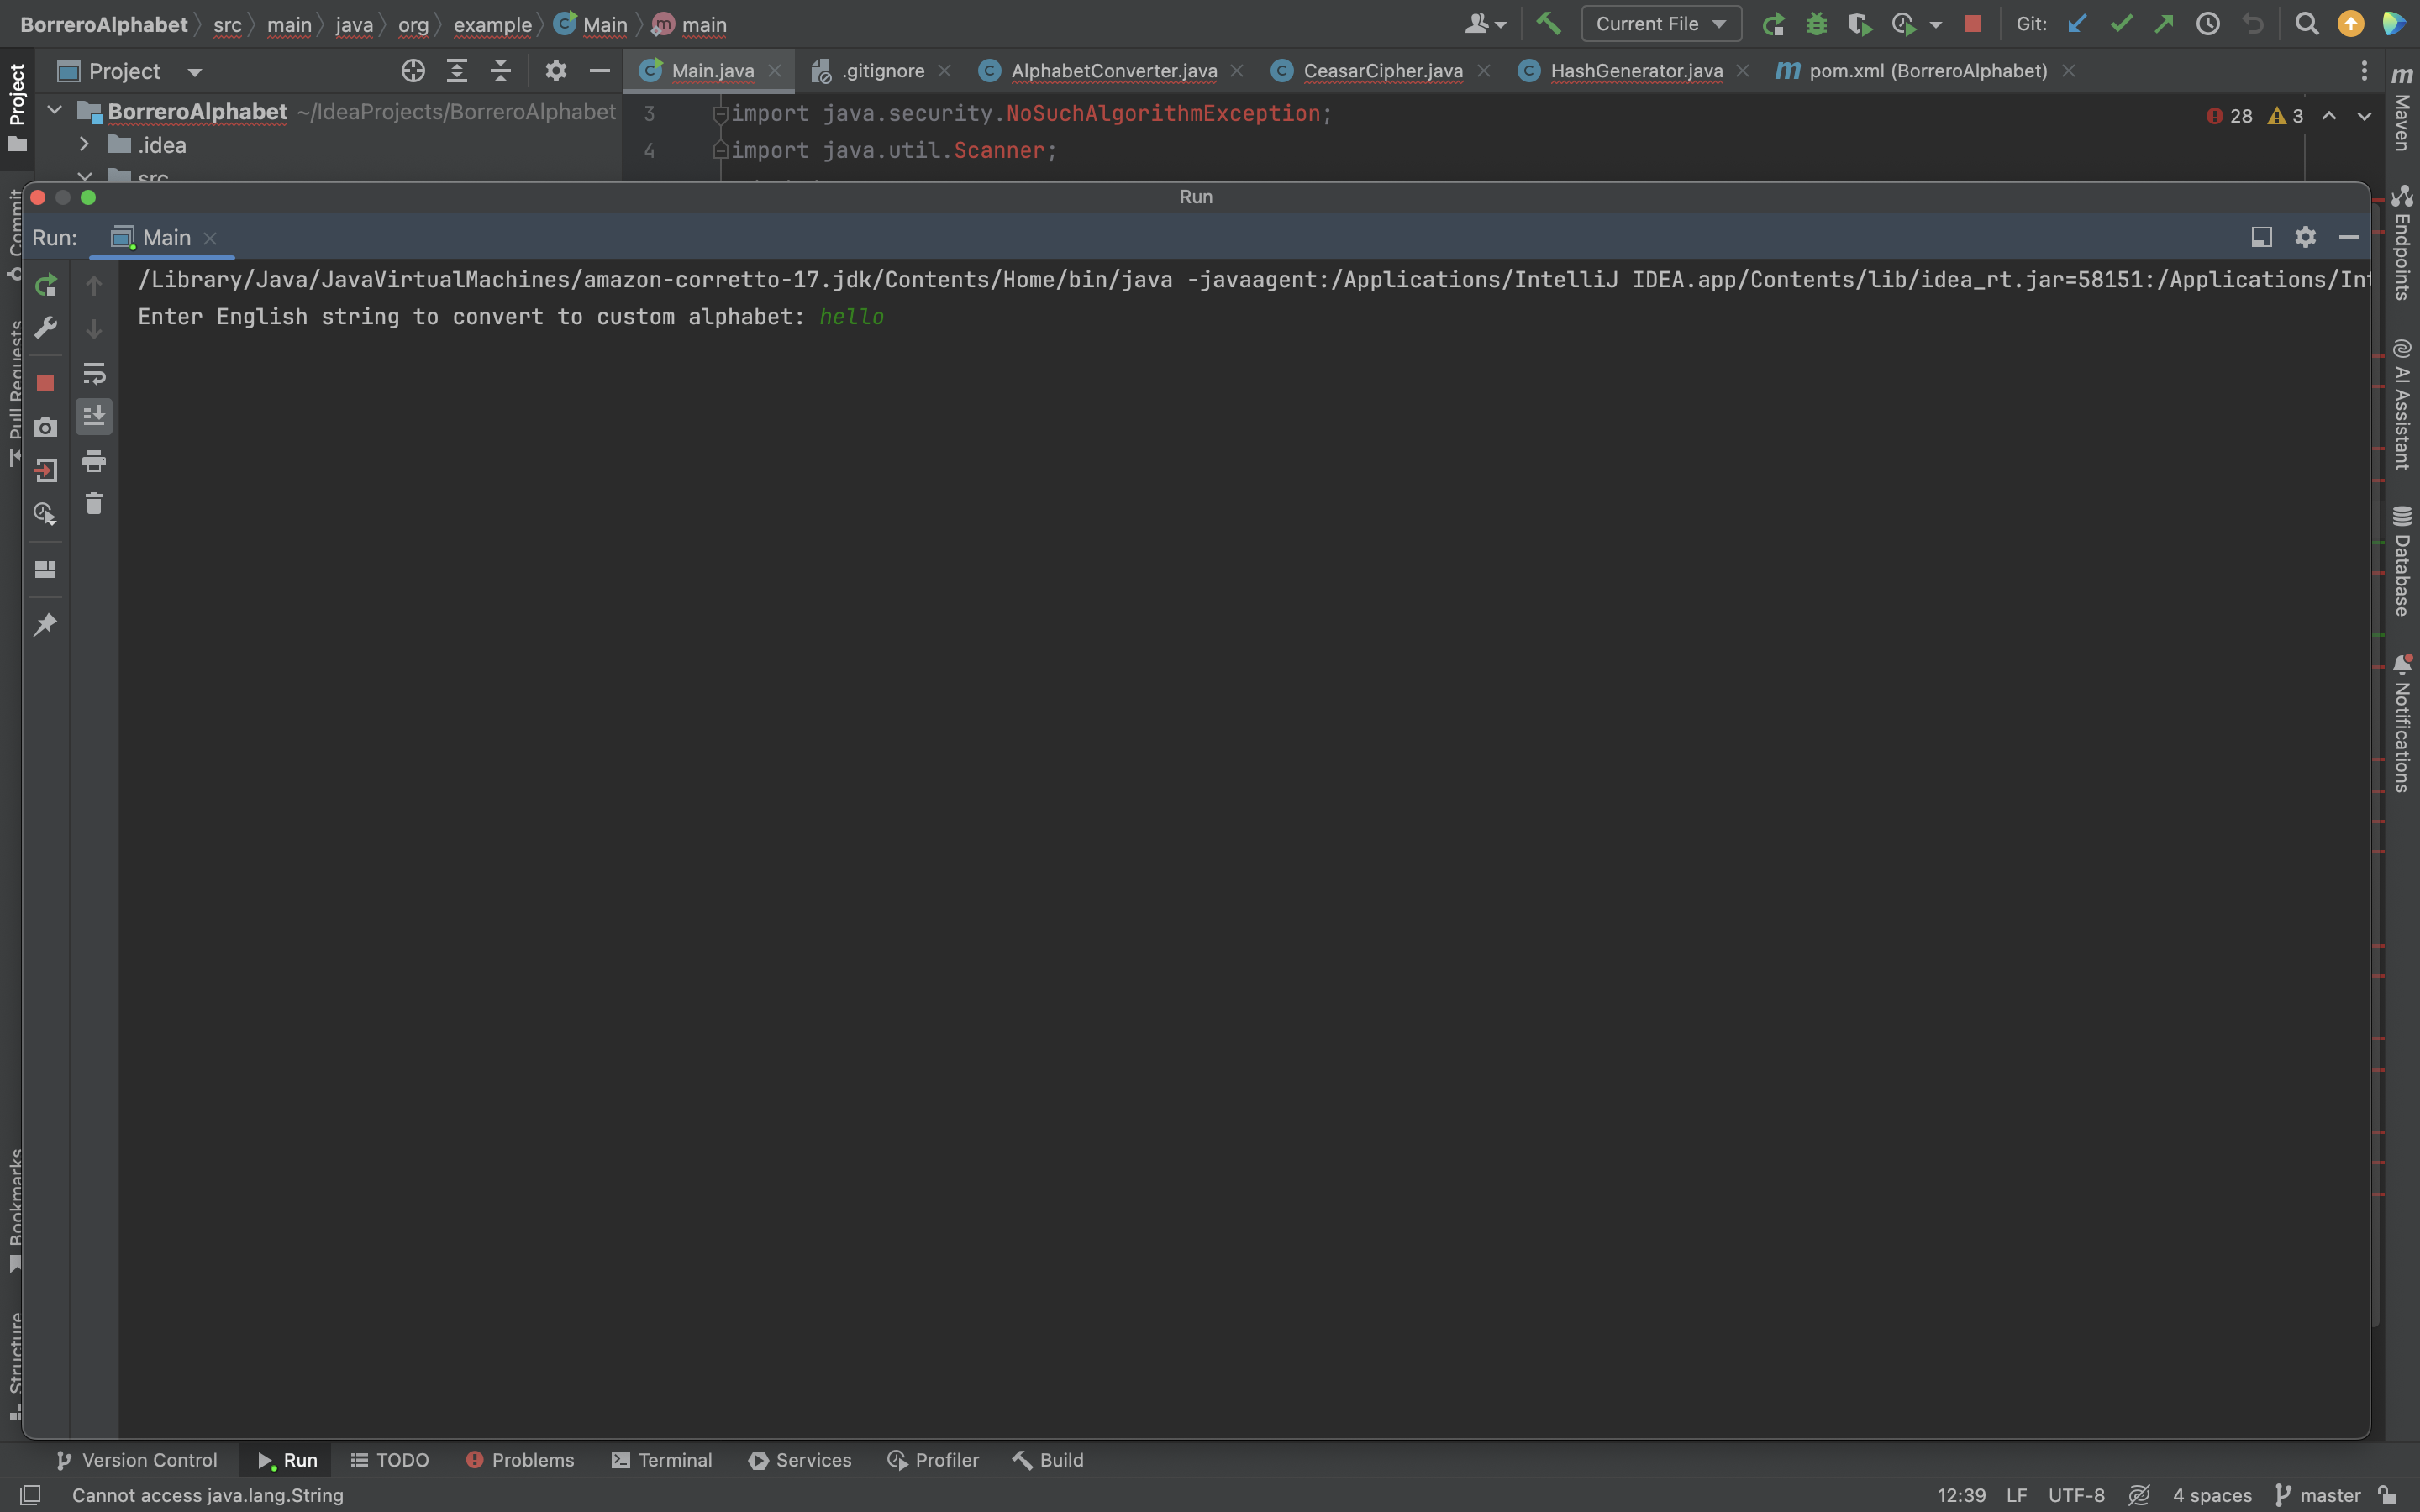 BorreroAlphabet src main java org example Main main Current File Git:
Project Main.java .gitignore AlphabetConverter.java CeasarCipher.java HashGenerator.java pom.xml (BorreroAlphabet)
BorreroAlphabet ~/IdeaProjects/BorreroAlphabet 3 import java.security.NoSuchAlgorithmException; 28 3
.idea 4 import java.util.Scanner;
src
Run
Run: Main
/Library/Java/JavaVirtualMachines/amazon-corretto-17.jdk/Contents/Home/bin/java -javaagent:/Applications/IntelliJ IDEA.app/Contents/lib/idea_rt.jar=58151:/Applications/Int
Enter English string to convert to custom alphabet: hello
Project
Commit
Pull Requests
Bookmarks
Structure
Maven
Endpoints
AI Assistant
Database
Notifications
Version Control Run TODO Problems Terminal Services Profiler Build
Cannot access java.lang.String 12:39 LF UTF-8 4 spaces master